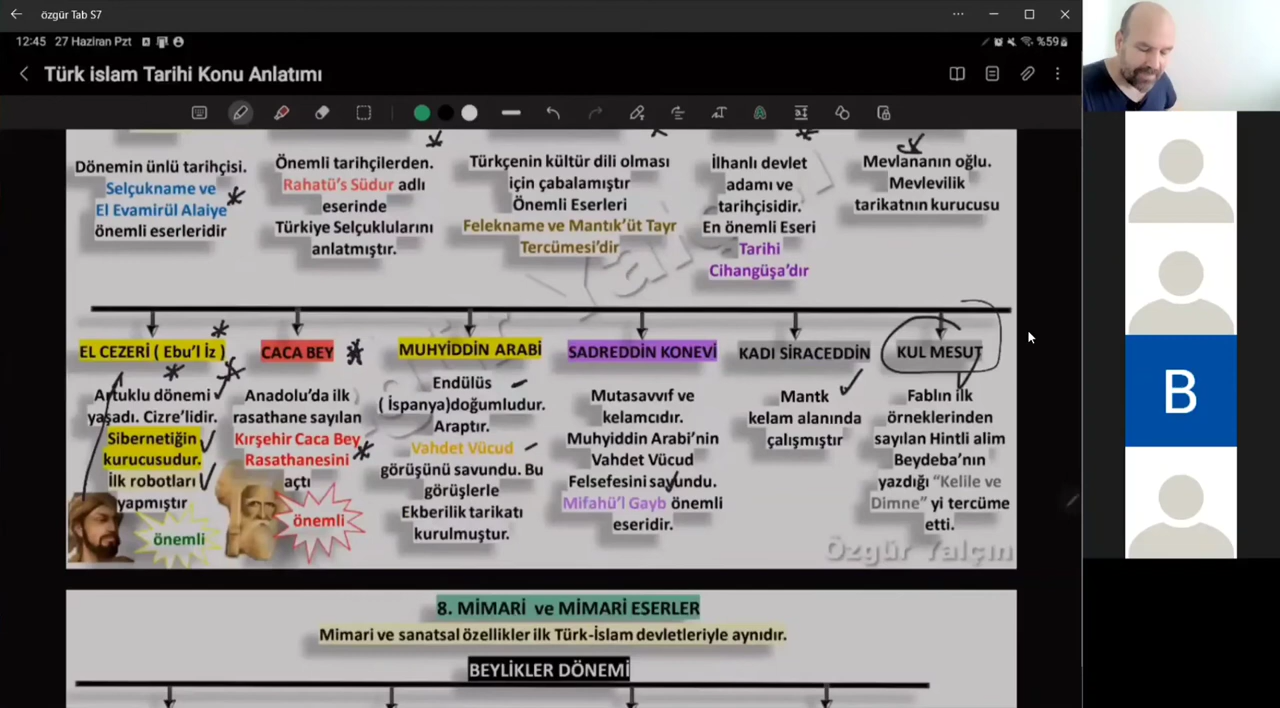 özgür Tab S7
12:45 27 Haziran Pzt
%59
Türk islam Tarihi Konu Anlatımı
Dönemin ünlü tarihçisi.
Selçukname ve
El Evamirül Alaiye
önemli eserleridir
Önemli tarihçilerden.
Rahatü's Südur adlı
eserinde
Türkiye Selçuklularını
anlatmıştır.
Türkçenin kültür dili olması
için çabalamıştır
Önemli Eserleri
Felekname ve Mantık'üt Tayr
Tercümesi'dir
İlhanlı devlet
adamı ve
tarihçisidir.
En önemli Eseri
Tarihi
Cihangüşa'dır
Mevlananın oğlu.
Mevlevilik
tarikatnın kurucusu
EL CEZERİ ( Ebu'l İz )
Artuklu dönemi
yaşadı. Cizre'lidir.
Sibernetiğin
kurucusudur.
İlk robotları
yapmıştır
önemli
CACA BEY
Anadolu'da ilk
rasathane sayılan
Kırşehir Caca Bey
Rasathanesini
açtı
önemli
MUHYİDDİN ARABİ
Endülüs
( İspanya)doğumludur.
Araptır.
Vahdet Vücud
görüşünü savundu. Bu
görüşlerle
Ekberilik tarikatı
kurulmuştur.
SADREDDİN KONEVİ
Mutasavvıf ve
kelamcıdır.
Muhyiddin Arabi'nin
Vahdet Vücud
Felsefesini savundu.
Mifahü'l Gayb önemli
eseridir.
KADI SİRACEDDİN
Mantk
kelam alanında
çalışmıştır
KUL MESUT
Fablın ilk
örneklerinden
sayılan Hintli alim
Beydeba'nın
yazdığı "Kelile ve
Dimne" yi tercüme
etti.
Özgür Yalçın
8. MİMARİ ve MİMARİ ESERLER
Mimari ve sanatsal özellikler ilk Türk-İslam devletleriyle aynıdır.
BEYLİKLER DÖNEMİ
B